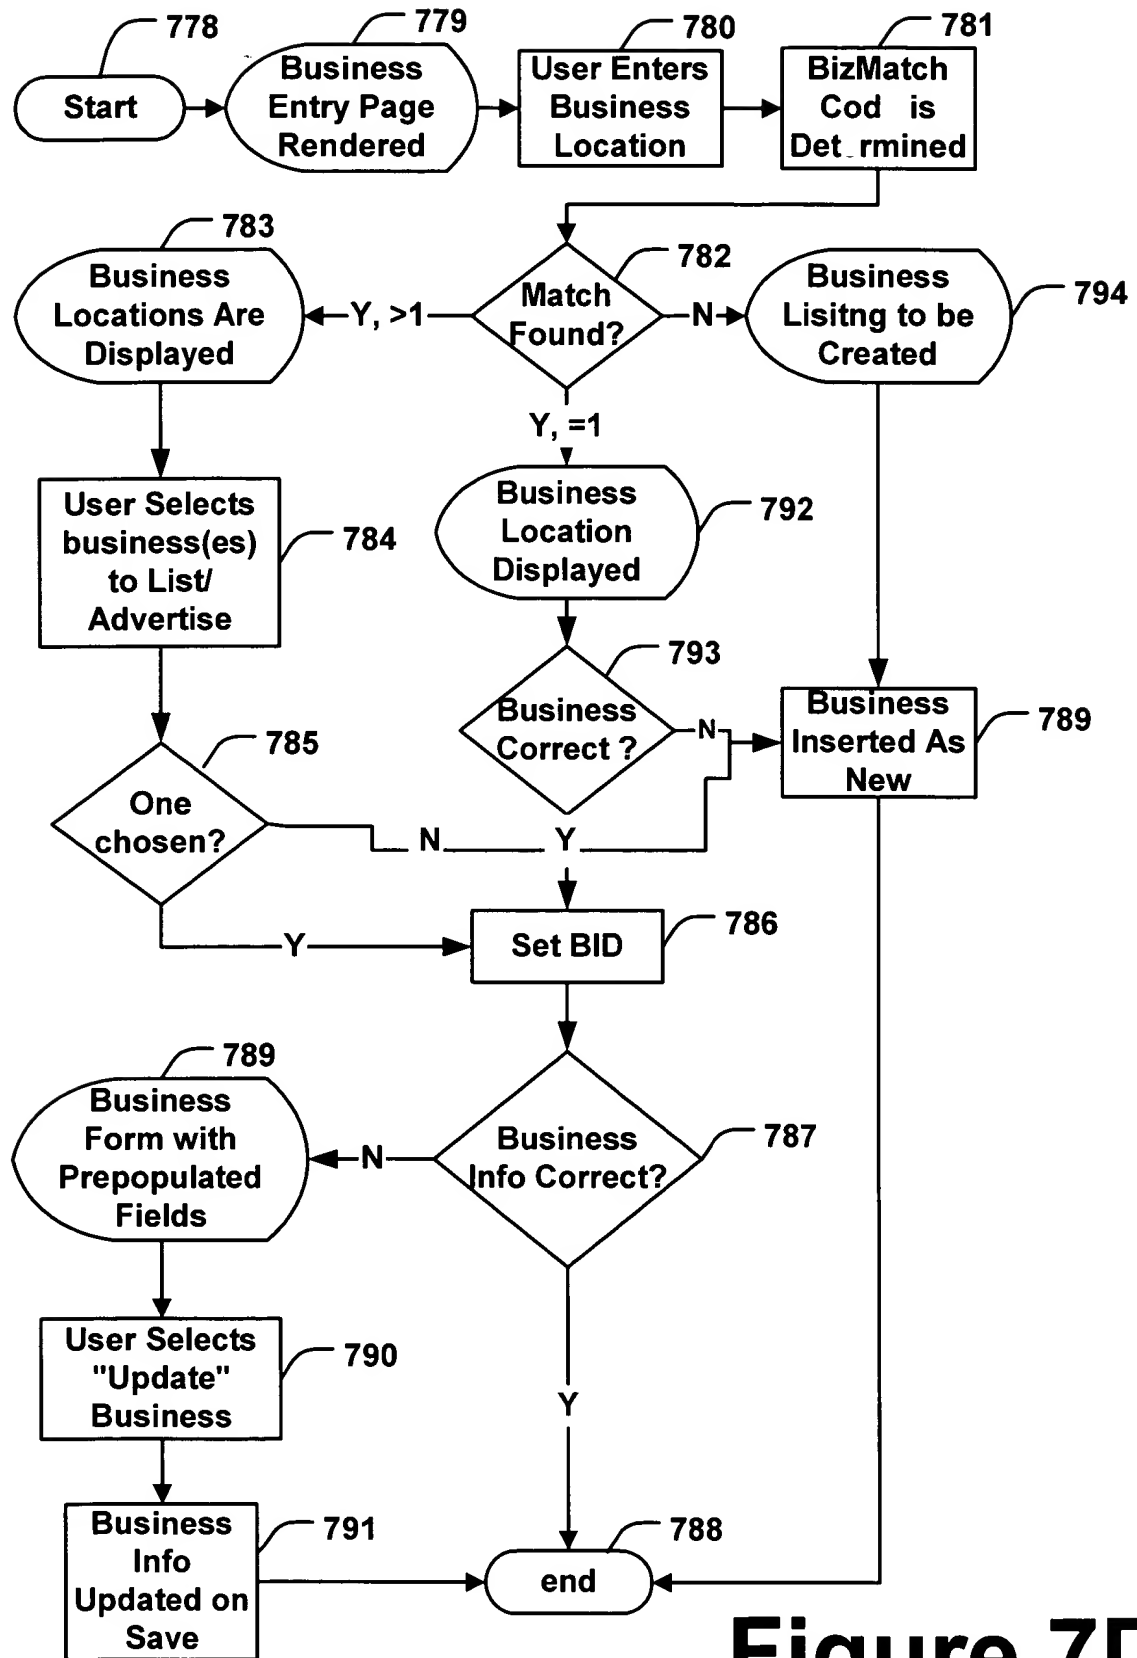 778
Start
779
Business
Entry Page
Rendered
780
User Enters
Business
Location
781
BizMatch
Cod is
Det rmined
782
Match
Found?
Y, >1
N
Y, =1
783
Business
Locations Are
Displayed
794
Business
Lisitng to be
Created
784
User Selects
business(es)
to List/
Advertise
792
Business
Location
Displayed
793
Business
Correct ?
N
Y
789
Business
Inserted As
New
785
One
chosen?
N
Y
786
Set BID
787
Business
Info Correct?
N
Y
789
Business
Form with
Prepopulated
Fields
790
User Selects
"Update"
Business
791
Business
Info
Updated on
Save
788
end
Figure